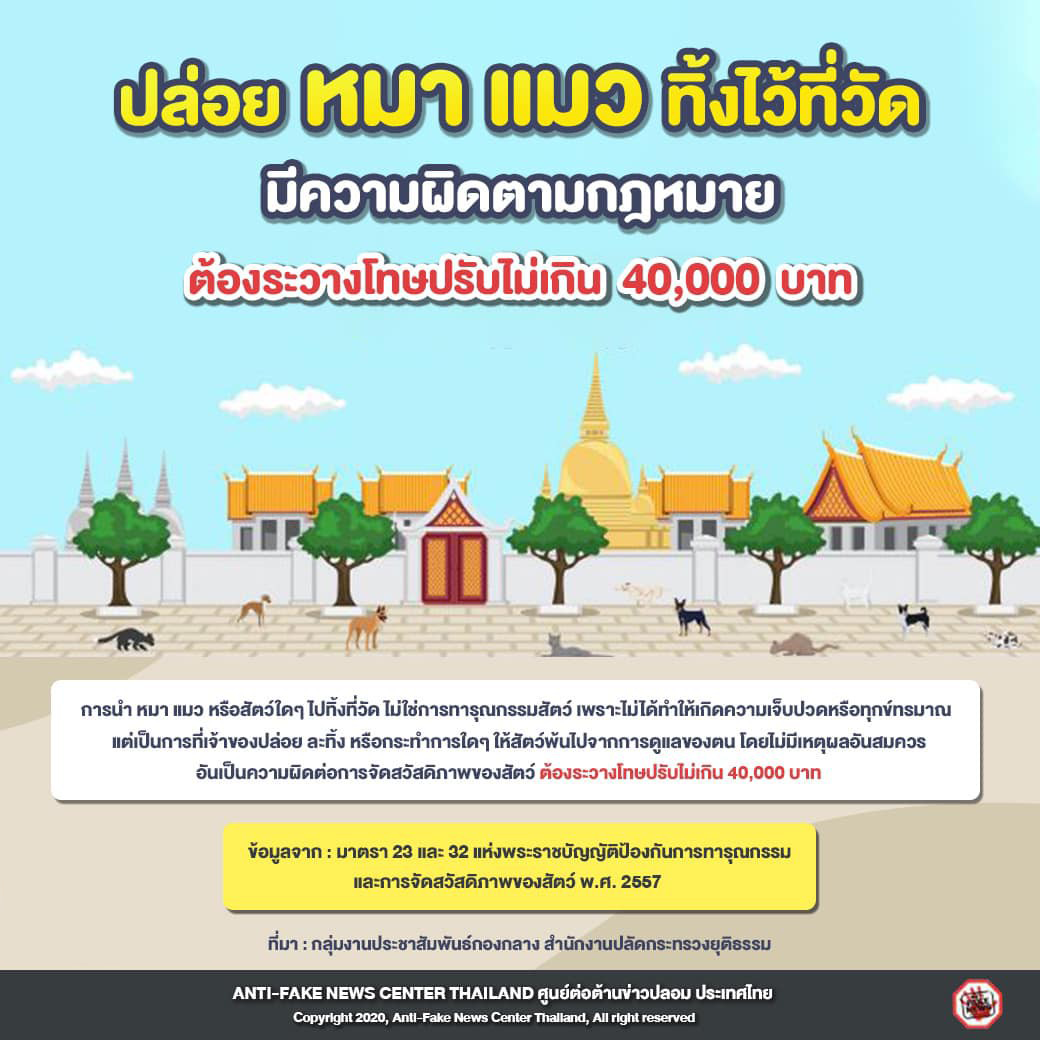 ปล่อย หมา แมว ทิ้งไว้ที่วัด
มีความผิดตามกฎหมาย
ต้องระวางโทษปรับไม่เกิน 40,000 บาท
การนำ หมา แมว หรือสัตว์ใดๆ ไปทิ้งที่วัด ไม่ใช่การทารุณกรรมสัตว์ เพราะไม่ได้ทำให้เกิดความเจ็บปวดหรือทุกข์ทรมาณ
แต่เป็นการที่เจ้าของปล่อย ละทิ้ง หรือกระทำการใดๆ ให้สัตว์พ้นไปจากการดูแลของตน โดยไม่มีเหตุผลอันสมควร
อันเป็นความผิดต่อการจัดสวัสดิภาพของสัตว์ ต้องระวางโทษปรับไม่เกิน 40,000 บาท
ข้อมูลจาก : มาตรา 23 และ 32 แห่งพระราชบัญญัติป้องกันการทารุณกรรม
และการจัดสวัสดิภาพของสัตว์ พ.ศ. 2557
ที่มา : กลุ่มงานประชาสัมพันธ์กองกลาง สำนักงานปลัดกระทรวงยุติธรรม
ANTI-FAKE NEWS CENTER THAILAND ศูนย์ต่อต้านข่าวปลอม ประเทศไทย
Copyright 2020, Anti-Fake News Center Thailand, All right reserved